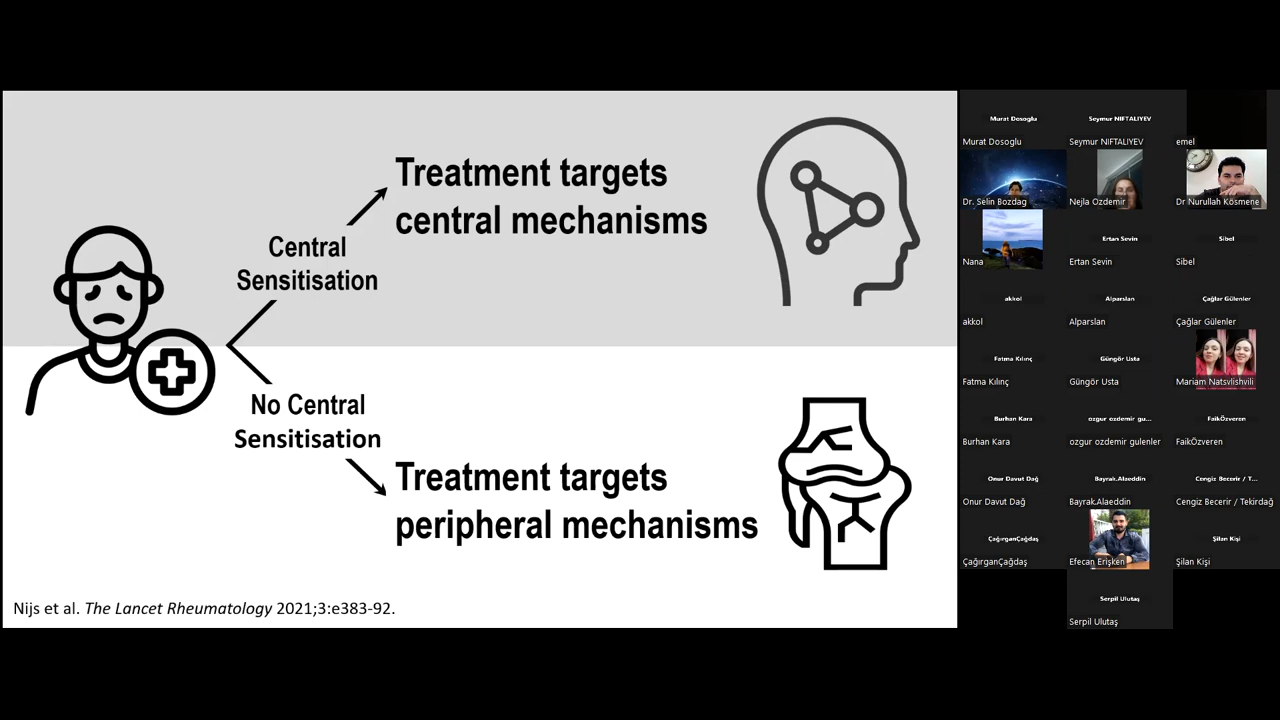 Treatment targets
central mechanisms
Central
Sensitisation
No Central
Sensitisation
Treatment targets
peripheral mechanisms
Nijs et al. The Lancet Rheumatology 2021;3:e383-92.
Murat Dosoglu
Murat Dosoglu
Seymur NIFTALIYEV
Seymur NIFTALIYEV
emel
Dr. Selin Bozdag
Nejla Ozdemir
Dr Nurullah Kösmene
Nana
Ertan Sevin
Ertan Sevin
Sibel
Sibel
akkol
akkol
Alparslan
Alparslan
Çağlar Gülenler
Çağlar Gülenler
Fatma Kılınç
Fatma Kılınç
Güngör Usta
Güngör Usta
Mariam Natsvlishvili
Burhan Kara
Burhan Kara
ozgur ozdemir gu...
ozgur ozdemir gulenler
FaikÖzveren
FaikÖzveren
Onur Davut Dağ
Onur Davut Dağ
Bayrak.Alaeddin
Bayrak.Alaeddin
Cengiz Becerir / T...
Cengiz Becerir / Tekirdağ
ÇağırganÇağdaş
ÇağırganÇağdaş
Efecan Erişken
Şilan Kişi
Şilan Kişi
Serpil Ulutaş
Serpil Ulutaş